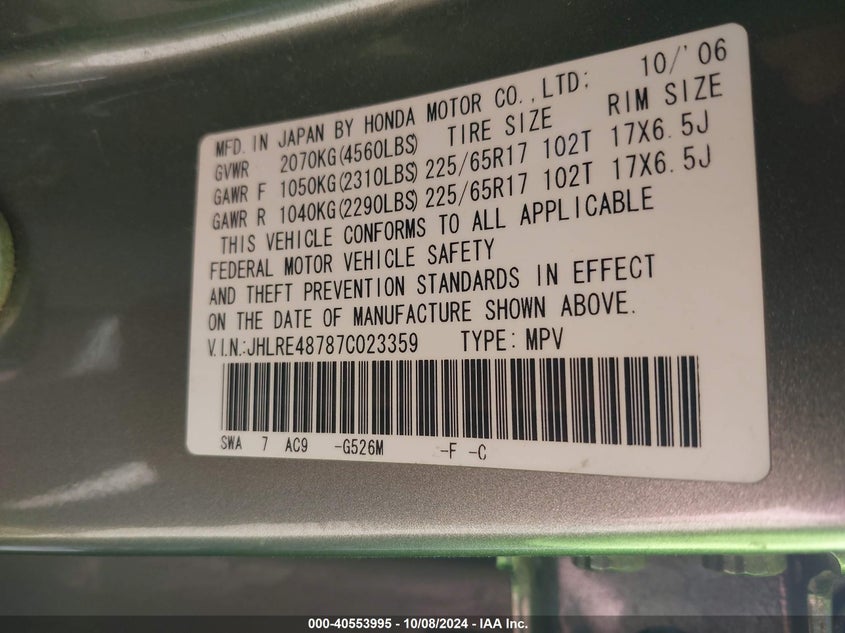 MFD. IN JAPAN BY HONDA MOTOR CO., LTD: 10/'06
GVWR 2070KG(4560LBS) TIRE SIZE RIM SIZE
GAWR F 1050KG(2310LBS) 225/65R17 102T 17X6.5J
GAWR R 1040KG(2290LBS) 225/65R17 102T 17X6.5J
THIS VEHICLE CONFORMS TO ALL APPLICABLE
FEDERAL MOTOR VEHICLE SAFETY
AND THEFT PREVENTION STANDARDS IN EFFECT
ON THE DATE OF MANUFACTURE SHOWN ABOVE.
V.I.N.:JHLRE48787C023359 TYPE: MPV
SWA 7 AC9 -G526M -F -C
000-40553995 - 10/08/2024 - IAA Inc.